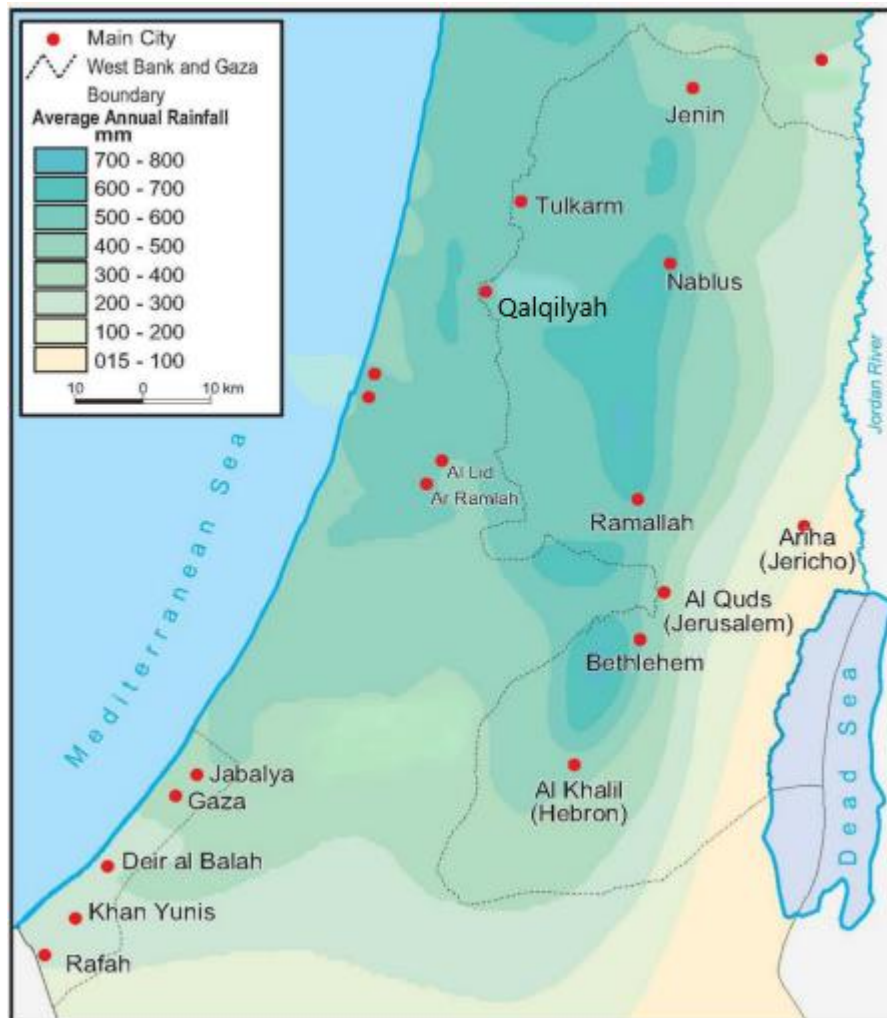 Main City
West Bank and Gaza
Boundary
Average Annual Rainfall
mm
700 - 800
600 - 700
500 - 600
400 - 500
300 - 400
200 - 300
100 - 200
015 - 100
10 0 10 km
Jenin
Tulkarm
Nablus
Qalqilyah
Jordan River
Al Lid
Ar Ramlah
Ramallah
Ariha
(Jericho)
Al Quds
(Jerusalem)
Bethlehem
Mediterranean Sea
Dead Sea
Jabalya
Gaza
Al Khalil
(Hebron)
Deir al Balah
Khan Yunis
Rafah